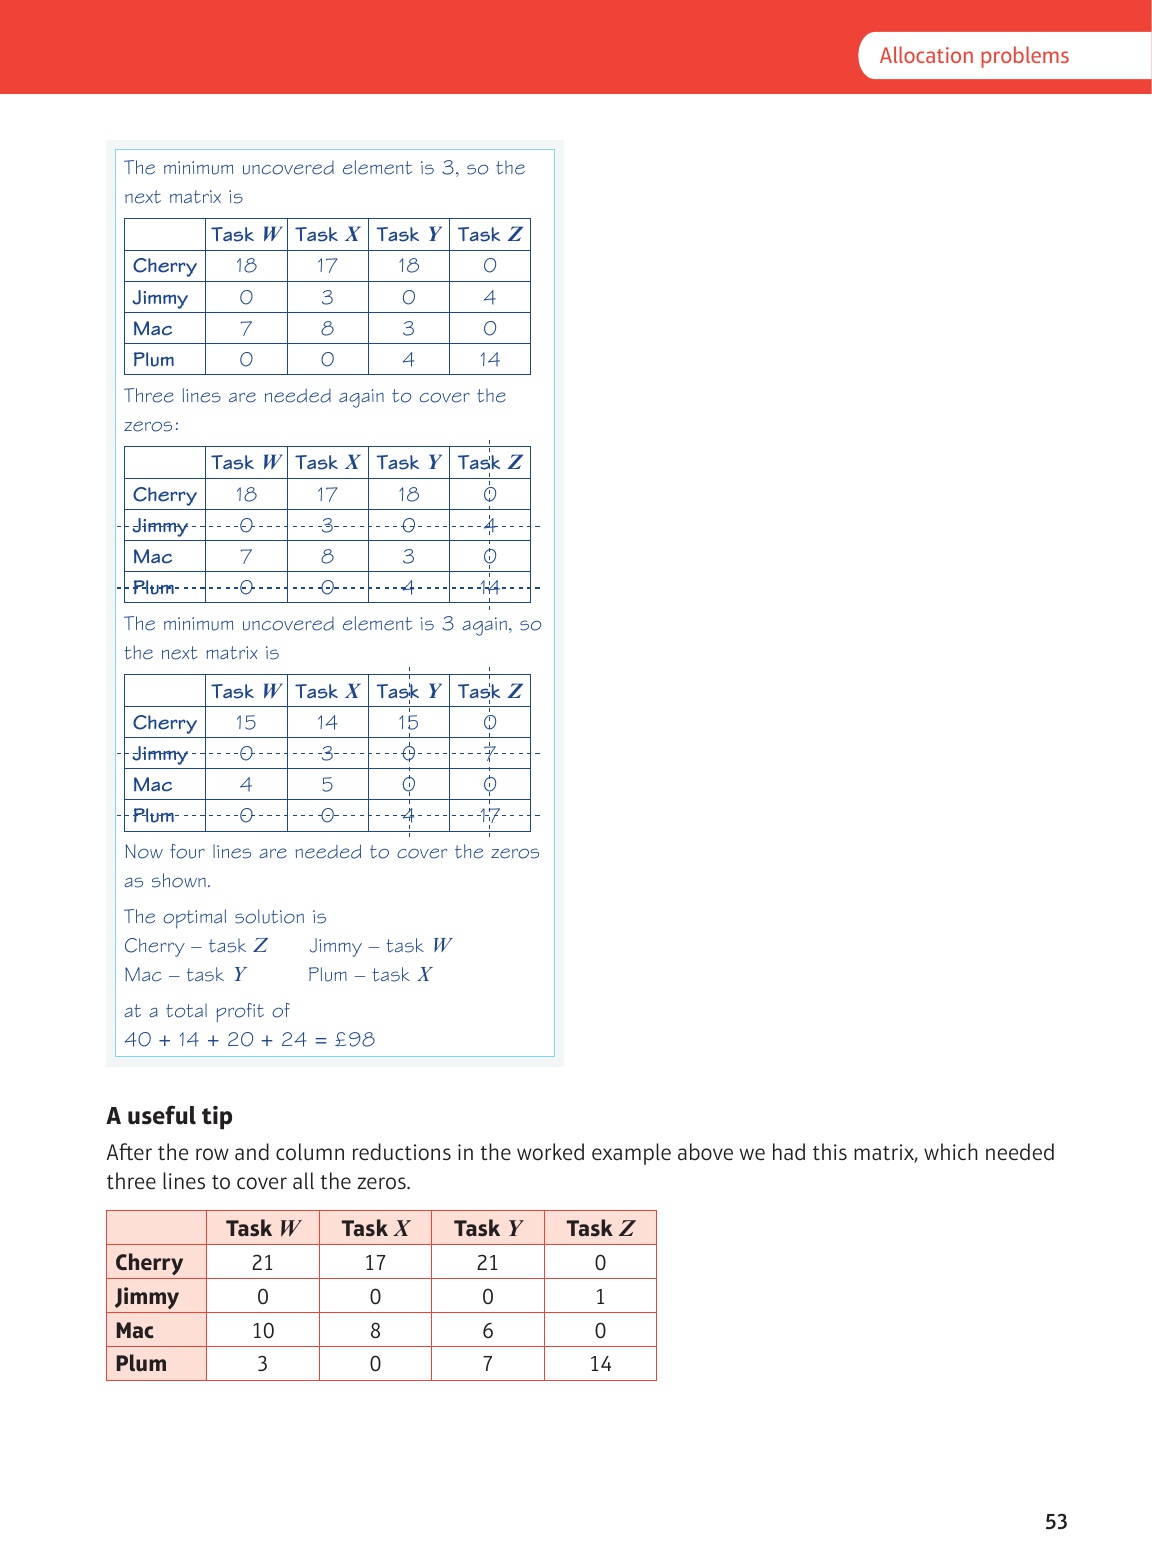 Allocation problems
The minimum uncovered element is 3, so the
next matrix is
Task W Task X Task Y Task Z
Cherry 18 17 18 0
Jimmy 0 3 0 4
Mac 7 8 3 0
Plum 0 0 4 14
Three lines are needed again to cover the
zeros:
Task W Task X Task Y Task Z
Cherry 18 17 18 0
Jimmy 0 3 0 4
Mac 7 8 3 0
Plum 0 0 4 14
The minimum uncovered element is 3 again, so
the next matrix is
Task W Task X Task Y Task Z
Cherry 15 14 15 0
Jimmy 0 3 0 7
Mac 4 5 0 0
Plum 0 0 4 17
Now four lines are needed to cover the zeros
as shown.
The optimal solution is
Cherry – task Z Jimmy – task W
Mac – task Y Plum – task X
at a total profit of
40 + 14 + 20 + 24 = £98
A useful tip
After the row and column reductions in the worked example above we had this matrix, which needed
three lines to cover all the zeros.
Task W Task X Task Y Task Z
Cherry 21 17 21 0
Jimmy 0 0 0 1
Mac 10 8 6 0
Plum 3 0 7 14
53